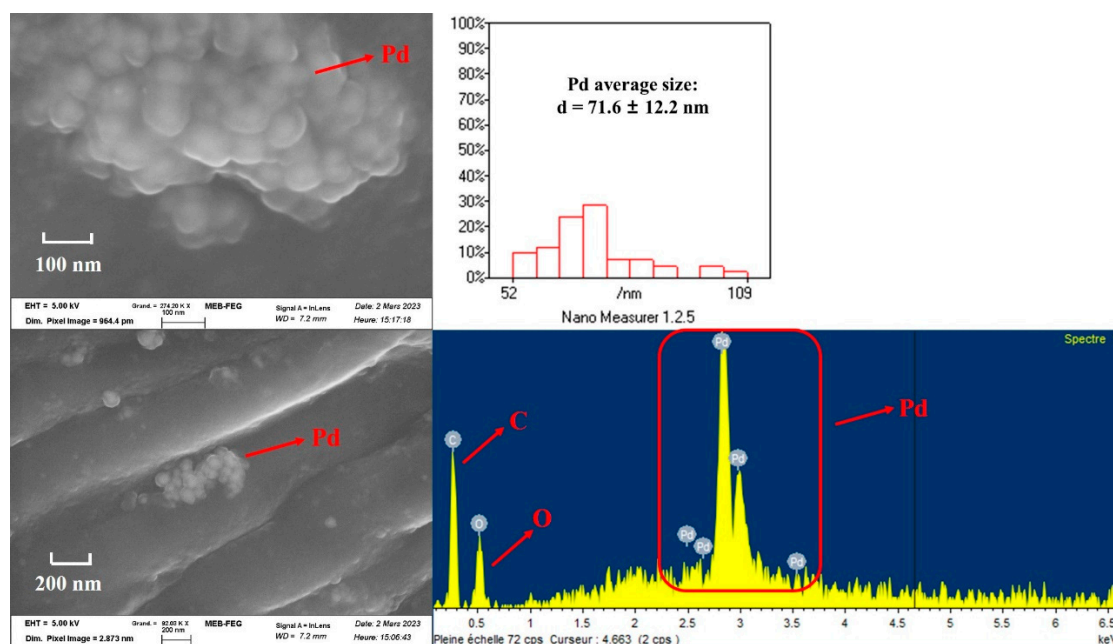 Pd
100 nm
EHT = 5.00 kV
Grand. = 274.20 K X
100 nm
MEB-FEG
Signal A = InLens
Date: 2 Mars 2023
Dim. Pixel Image = 964.4 pm
WD = 7.2 mm
Heure: 15:17:18
100%
90%
80%
70%
60%
50%
40%
30%
20%
10%
0%
Pd average size:
d = 71.6 ± 12.2 nm
52
/nm
109
Nano Measurer 1.2.5
Pd
200 nm
EHT = 5.00 kV
200 nm
MEB-FEG
Signal A = InLens
Date: 2 Mars 2023
Dim. Pixel Image = 2.873 nm
WD = 7.2 mm
Heure: 15:06:43
Spectre
Pd
Pd
C
C
Pd
O
O
Pd
Pd
Pd
0.5 1 1.5 2 2.5 3 3.5 4 4.5 5 5.5 6 6.5
Pleine échelle 72 cps Curseur : 4.663 (2 cps)